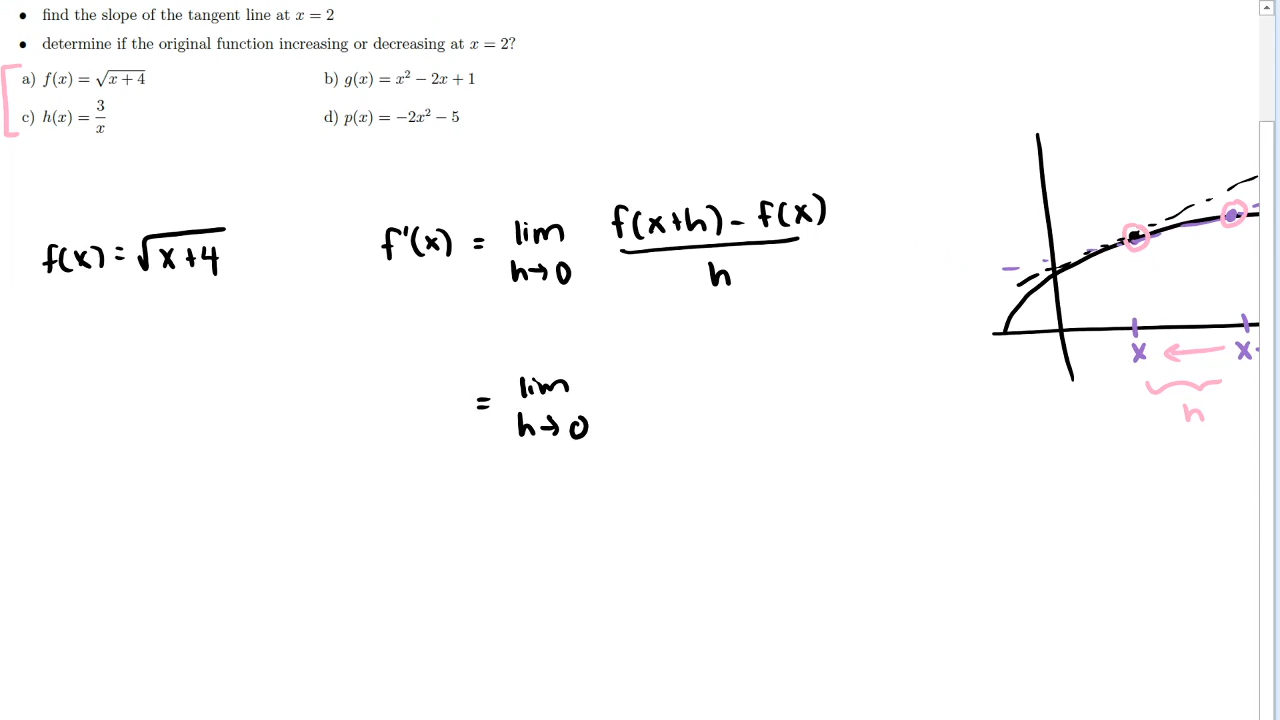 • find the slope of the tangent line at x = 2
• determine if the original function increasing or decreasing at x = 2?
a) f(x) = √(x + 4) b) g(x) = x² − 2x + 1
c) h(x) = 3/x d) p(x) = −2x² − 5
f(x) = √(x+4) f'(x) = lim h→0 (f(x+h) - f(x))/h
= lim h→0
x ← x
h